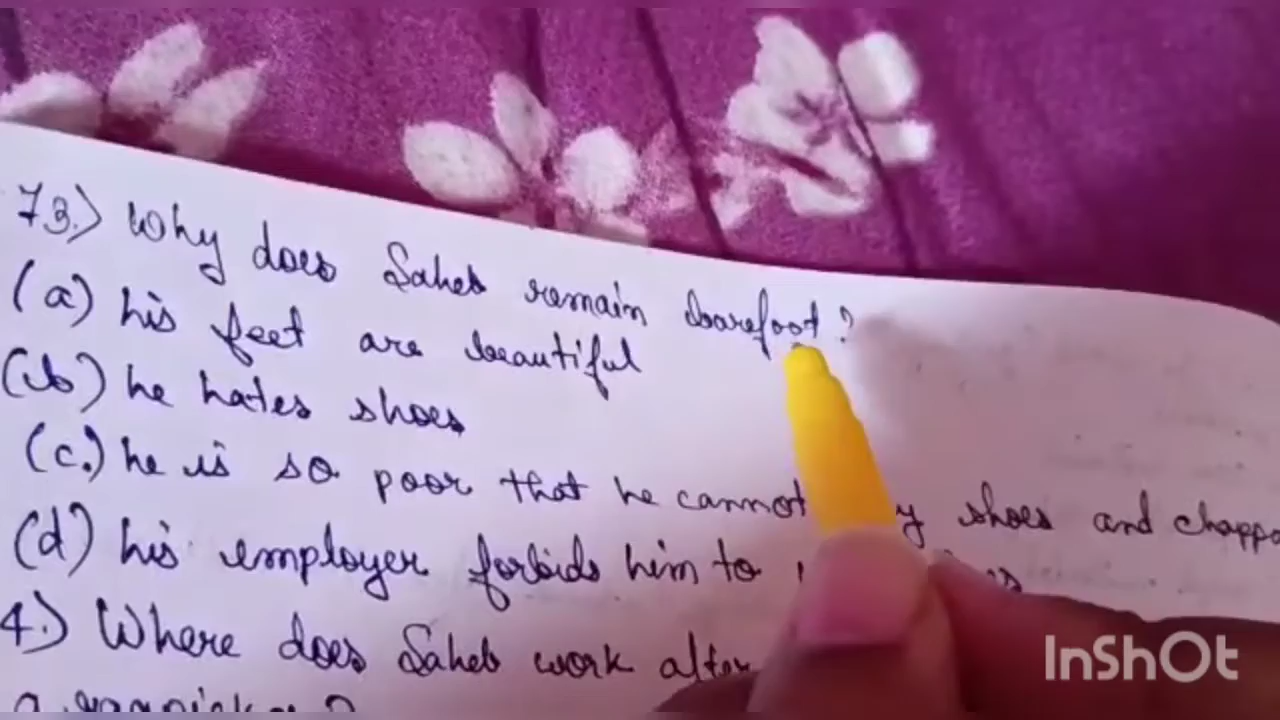 73.) Why does Saheb remain barefoot?
(a) his feet are beautiful
(b) he hates shoes
(c.) he is so poor that he cannot shoes and chappa
(d) his employer forbids him to
4.) Where does Saheb work after
InShOt